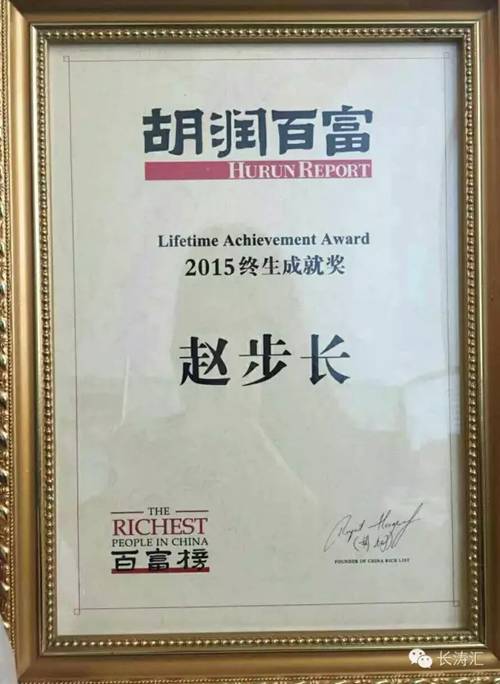 胡润百富
HURUN REPORT
Lifetime Achievement Award
2015终生成就奖
赵步长
THE
RICHEST
PEOPLE IN CHINA
百富榜
FOUNDER OF CHINA RICH LIST
长涛汇